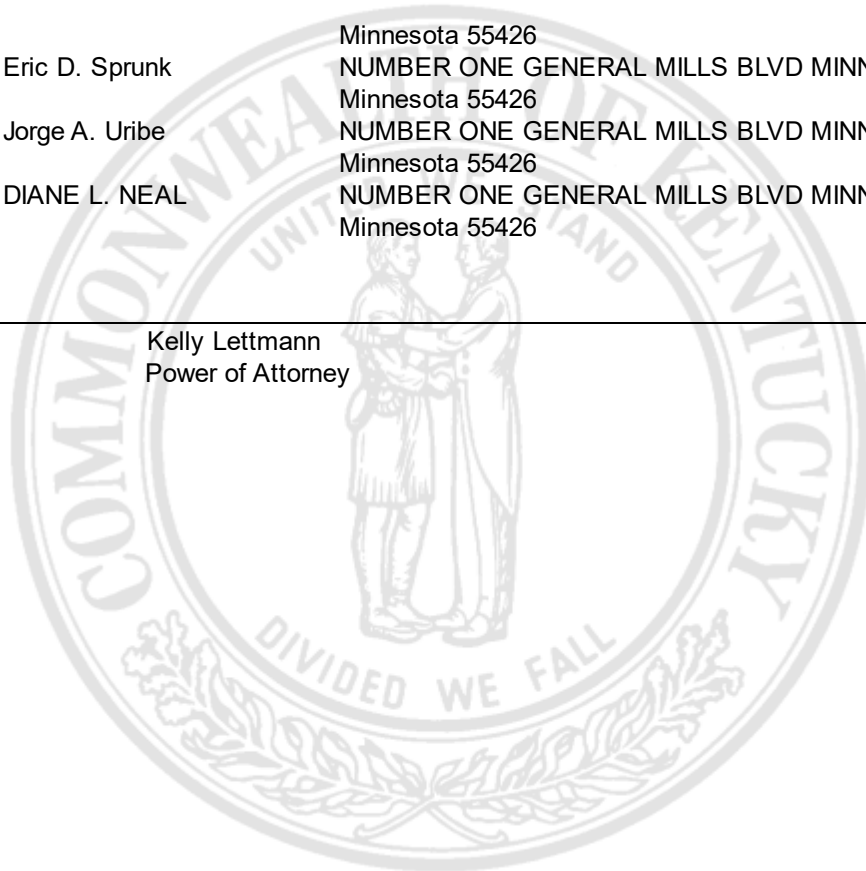 Minnesota 55426
Eric D. Sprunk NUMBER ONE GENERAL MILLS BLVD MINN
Minnesota 55426
Jorge A. Uribe NUMBER ONE GENERAL MILLS BLVD MINN
Minnesota 55426
DIANE L. NEAL NUMBER ONE GENERAL MILLS BLVD MINN
Minnesota 55426
Kelly Lettmann
Power of Attorney
COMMONWEALTH OF KENTUCKY
UNITED WE STAND
DIVIDED WE FALL